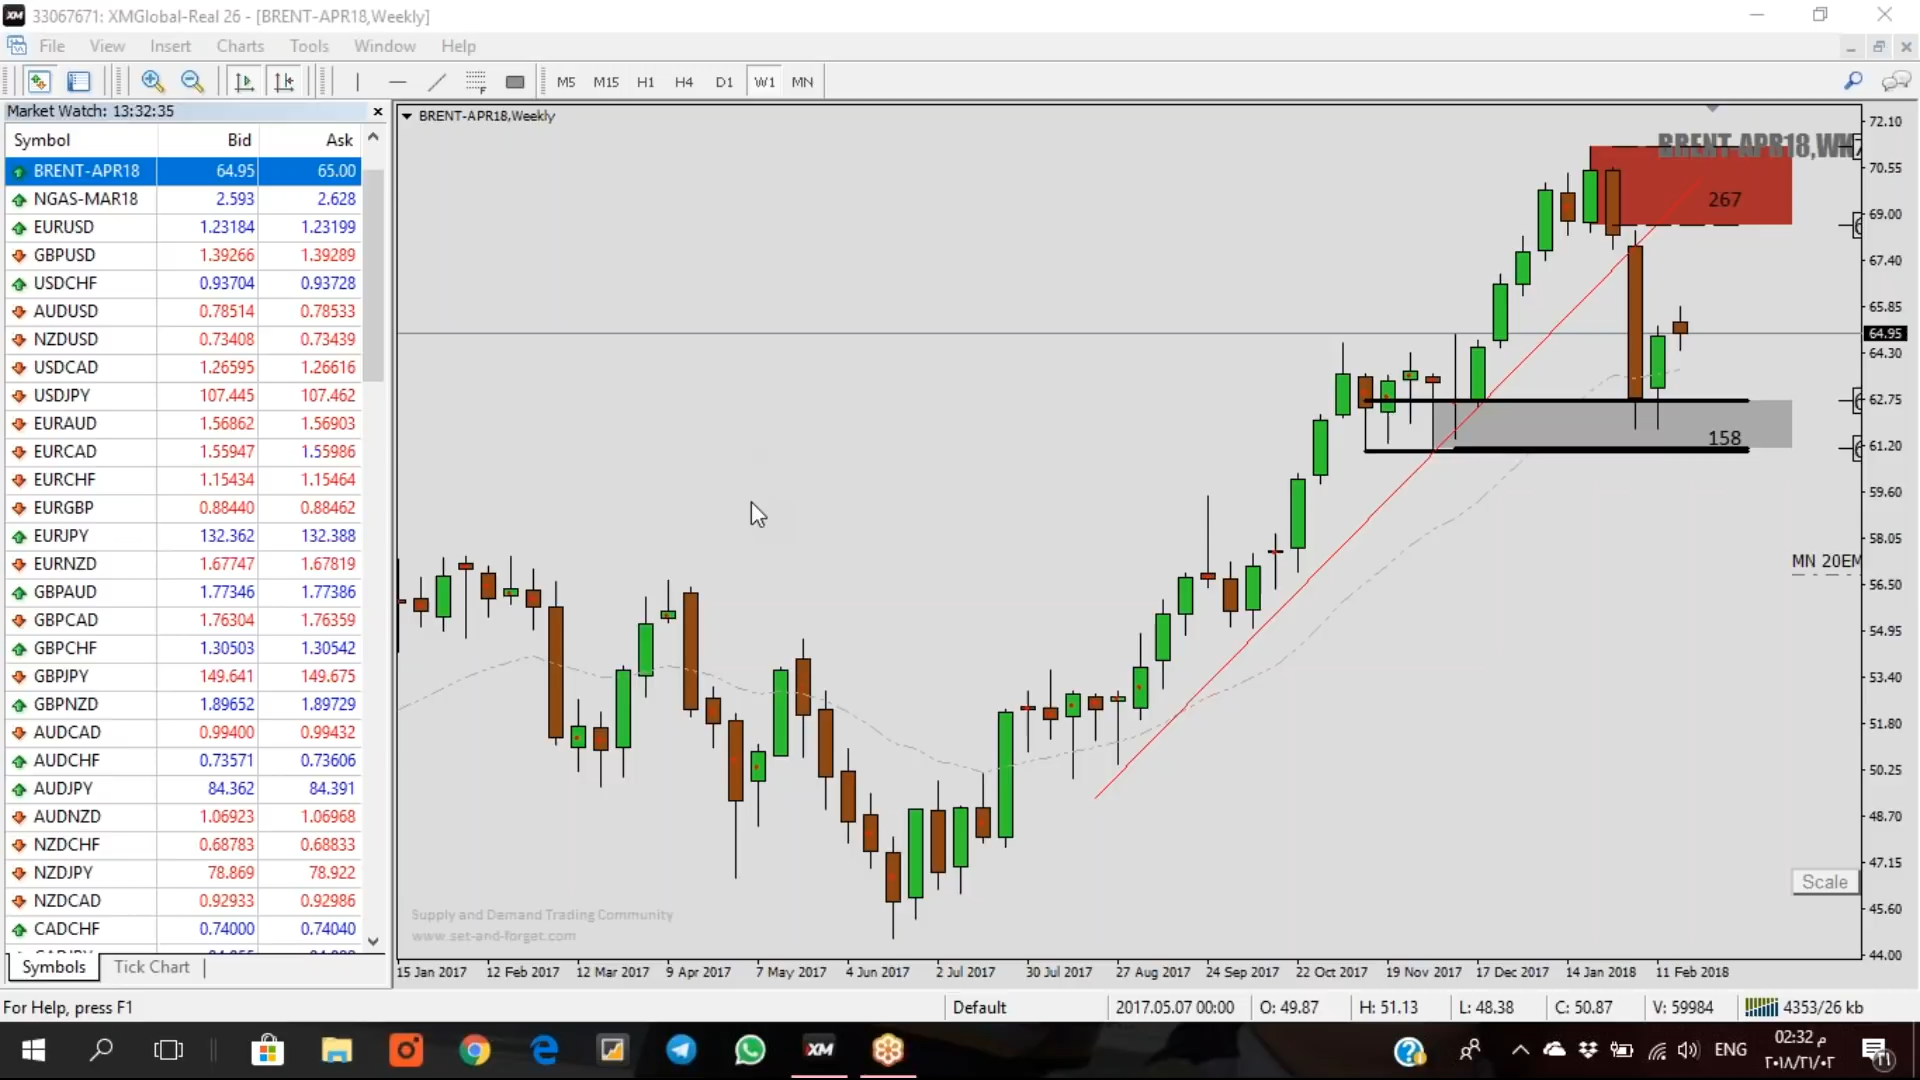 33067671: XMGlobal-Real 26 - [BRENT-APR18,Weekly]
File View Insert Charts Tools Window Help
M5 M15 H1 H4 D1 W1 MN
Market Watch: 13:32:35
Symbol Bid Ask
BRENT-APR18 64.95 65.00
NGAS-MAR18 2.593 2.628
EURUSD 1.23184 1.23199
GBPUSD 1.39266 1.39289
USDCHF 0.93704 0.93728
AUDUSD 0.78514 0.78533
NZDUSD 0.73408 0.73439
USDCAD 1.26595 1.26616
USDJPY 107.445 107.462
EURAUD 1.56862 1.56903
EURCAD 1.55947 1.55986
EURCHF 1.15434 1.15464
EURGBP 0.88440 0.88462
EURJPY 132.362 132.388
EURNZD 1.67747 1.67819
GBPAUD 1.77346 1.77386
GBPCAD 1.76304 1.76359
GBPCHF 1.30503 1.30542
GBPJPY 149.641 149.675
GBPNZD 1.89652 1.89729
AUDCAD 0.99400 0.99432
AUDCHF 0.73571 0.73606
AUDJPY 84.362 84.391
AUDNZD 1.06923 1.06968
NZDCHF 0.68783 0.68833
NZDJPY 78.869 78.922
NZDCAD 0.92933 0.92986
CADCHF 0.74000 0.74040
Symbols Tick Chart
BRENT-APR18,Weekly
BRENT-APR18,WK
267
158
MN 20EM
Scale
Supply and Demand Trading Community
www.set-and-forget.com
72.10
70.55
69.00
67.40
65.85
64.95
64.30
62.75
61.20
59.60
58.05
56.50
54.95
53.40
51.80
50.25
48.70
47.15
45.60
44.00
15 Jan 2017 12 Feb 2017 12 Mar 2017 9 Apr 2017 7 May 2017 4 Jun 2017 2 Jul 2017 30 Jul 2017 27 Aug 2017 24 Sep 2017 22 Oct 2017 19 Nov 2017 17 Dec 2017 14 Jan 2018 11 Feb 2018
For Help, press F1 Default 2017.05.07 00:00 O: 49.87 H: 51.13 L: 48.38 C: 50.87 V: 59984 4353/26 kb
XM ENG 02:32 م